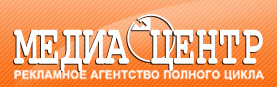 МЕДИА ЦЕНТР
РЕКЛАМНОЕ АГЕНТСТВО ПОЛНОГО ЦИКЛА